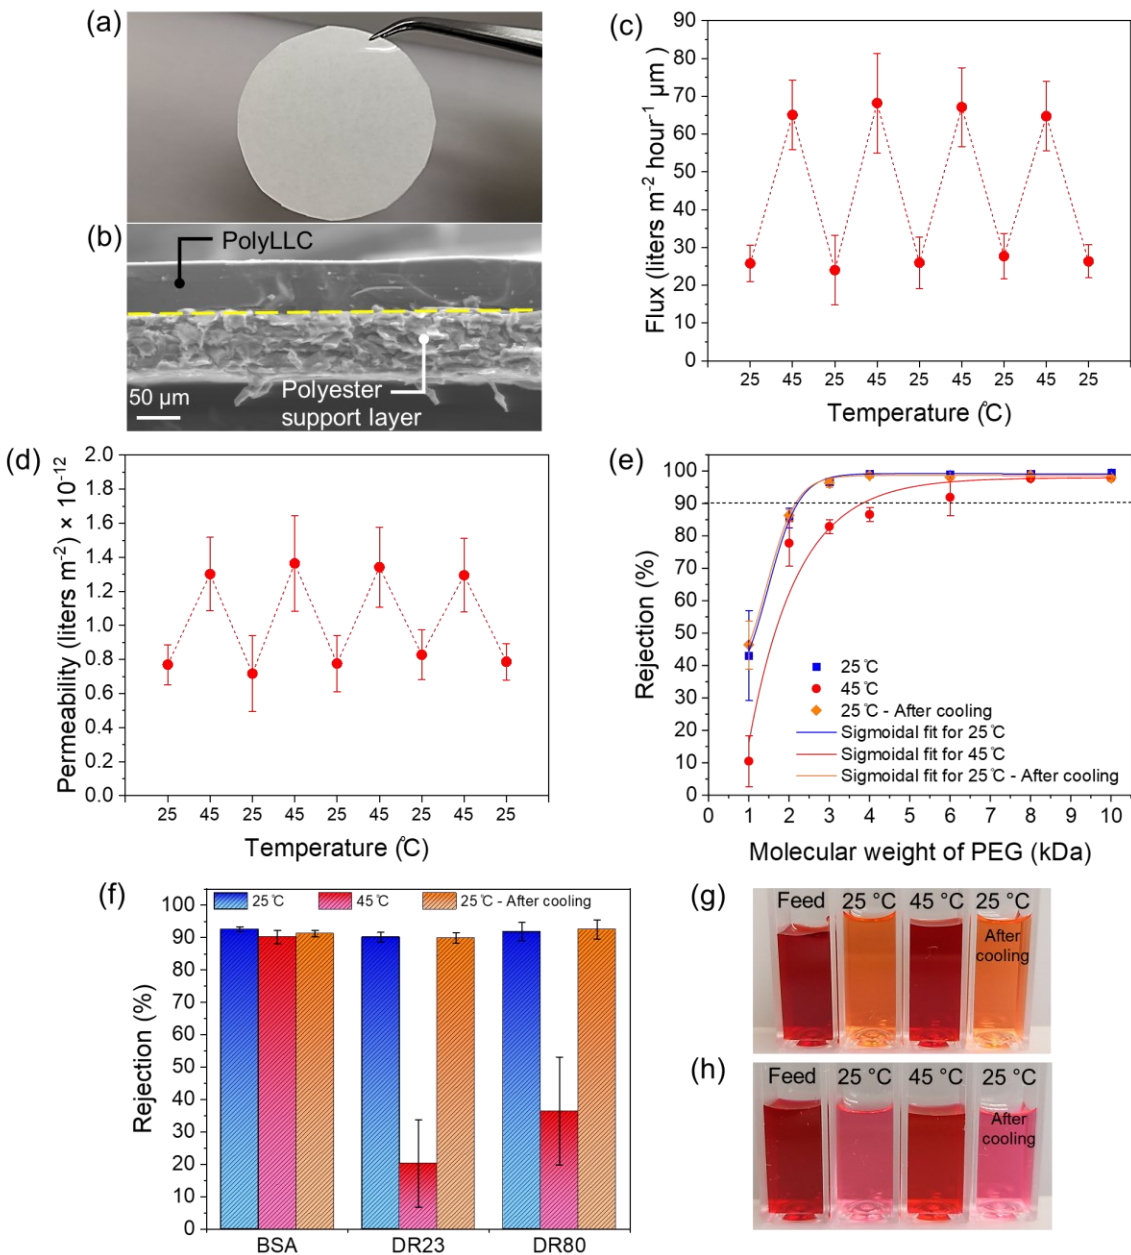 (a)
(b)
PolyLLC
Polyester
support layer
50 µm
(c)
Flux (liters m⁻² hour⁻¹ µm)
90
80
70
60
50
40
30
20
10
0
25 45 25 45 25 45 25 45 25
Temperature (℃)
(d)
Permeability (liters m⁻²) × 10⁻¹²
2.0
1.8
1.6
1.4
1.2
1.0
0.8
0.6
0.4
0.2
0.0
25 45 25 45 25 45 25 45 25
Temperature (℃)
(e)
Rejection (%)
100
90
80
70
60
50
40
30
20
10
0
25℃
45℃
25℃ - After cooling
Sigmoidal fit for 25℃
Sigmoidal fit for 45℃
Sigmoidal fit for 25℃ - After cooling
0 1 2 3 4 5 6 7 8 9 10
Molecular weight of PEG (kDa)
(f)
Rejection (%)
100
90
80
70
60
50
40
30
20
10
0
25℃ 45℃ 25℃ - After cooling
BSA DR23 DR80
(g)
Feed 25 °C 45 °C 25 °C
After
cooling
(h)
Feed 25 °C 45 °C 25 °C
After
cooling